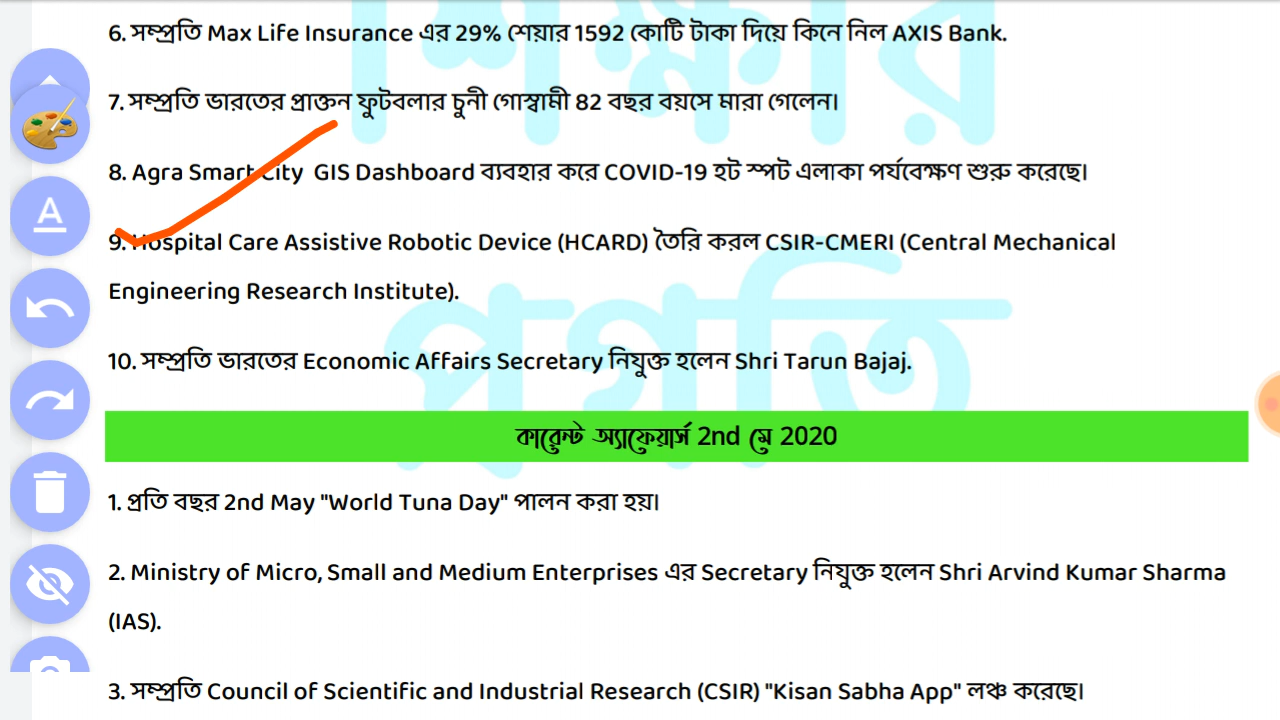 6. সম্প্রতি Max Life Insurance এর 29% শেয়ার 1592 কোটি টাকা দিয়ে কিনে নিল AXIS Bank.
7. সম্প্রতি ভারতের প্রাক্তন ফুটবলার চুনী গোস্বামী 82 বছর বয়সে মারা গেলেন।
8. Agra Smart City GIS Dashboard ব্যবহার করে COVID-19 হট স্পট এলাকা পর্যবেক্ষণ শুরু করেছে।
9. Hospital Care Assistive Robotic Device (HCARD) তৈরি করল CSIR-CMERI (Central Mechanical
Engineering Research Institute).
10. সম্প্রতি ভারতের Economic Affairs Secretary নিযুক্ত হলেন Shri Tarun Bajaj.
কারেন্ট অ্যাফেয়ার্স 2nd মে 2020
1. প্রতি বছর 2nd May "World Tuna Day" পালন করা হয়।
2. Ministry of Micro, Small and Medium Enterprises এর Secretary নিযুক্ত হলেন Shri Arvind Kumar Sharma
(IAS).
3. সম্প্রতি Council of Scientific and Industrial Research (CSIR) "Kisan Sabha App" লঞ্চ করেছে।
শিক্ষার
প্রগতি
A